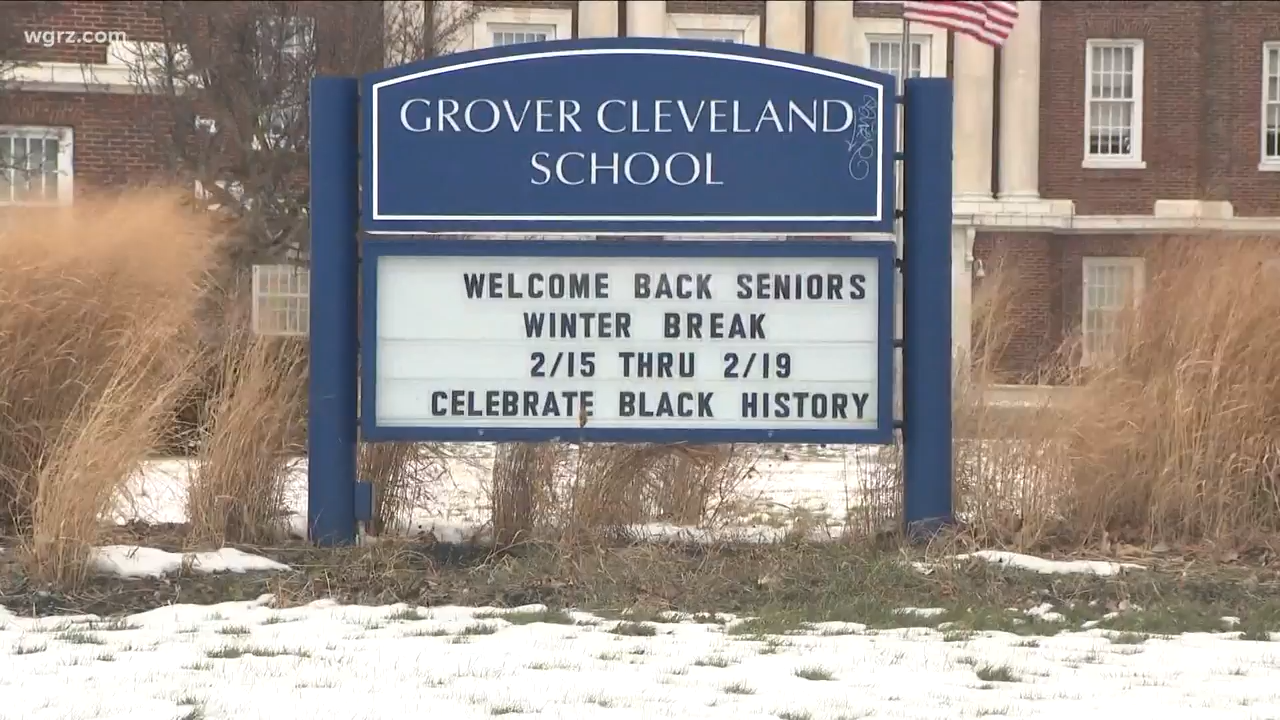 wgrz.com
GROVER CLEVELAND
SCHOOL
WELCOME BACK SENIORS
WINTER BREAK
2/15 THRU 2/19
CELEBRATE BLACK HISTORY